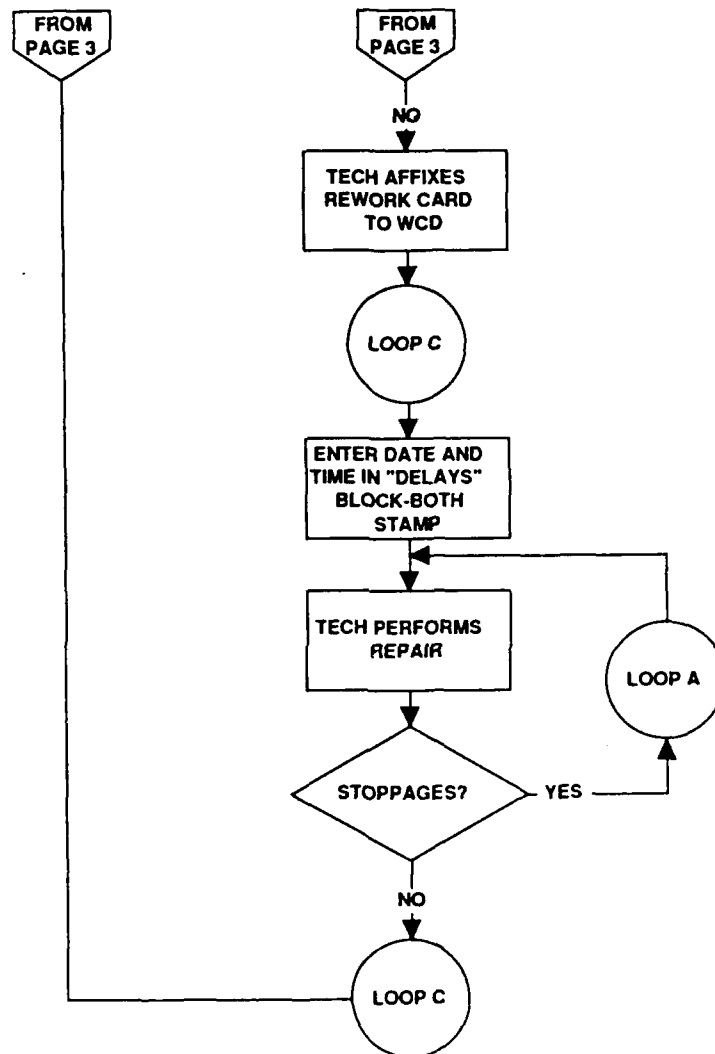 FROM
PAGE 3
FROM
PAGE 3
NO
TECH AFFIXES
REWORK CARD
TO WCD
LOOP C
ENTER DATE AND
TIME IN "DELAYS"
BLOCK-BOTH
STAMP
TECH PERFORMS
REPAIR
LOOP A
STOPPAGES?
YES
NO
LOOP C